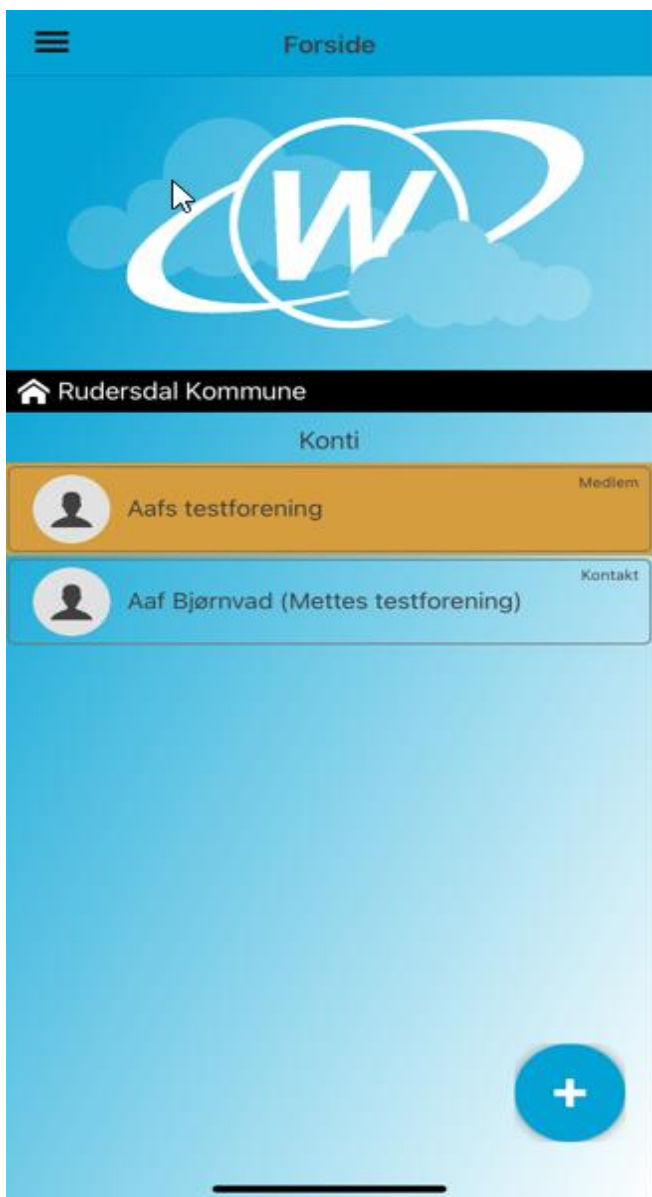 Forside
W
Rudersdal Kommune
Konti
Medlem
Aafs testforening
Kontakt
Aaf Bjørnvad (Mettes testforening)
+